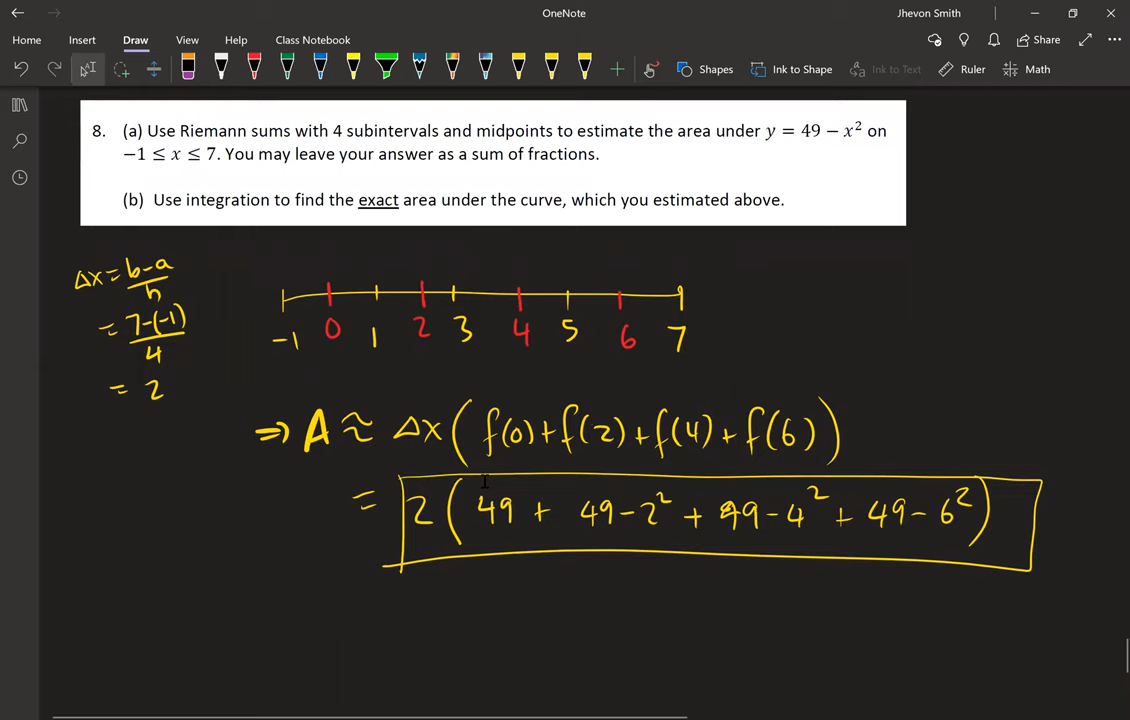 OneNote
Jhevon Smith
Home Insert Draw View Help Class Notebook
Share
Shapes Ink to Shape Ink to Text Ruler Math
8. (a) Use Riemann sums with 4 subintervals and midpoints to estimate the area under y = 49 − x² on
−1 ≤ x ≤ 7. You may leave your answer as a sum of fractions.
(b) Use integration to find the exact area under the curve, which you estimated above.
Δx = b-a / n
= 7-(-1) / 4
= 2
-1 0 1 2 3 4 5 6 7
⇒ A ≈ Δx ( f(0) + f(2) + f(4) + f(6) )
= 2 ( 49 + 49-2² + 49-4² + 49-6² )